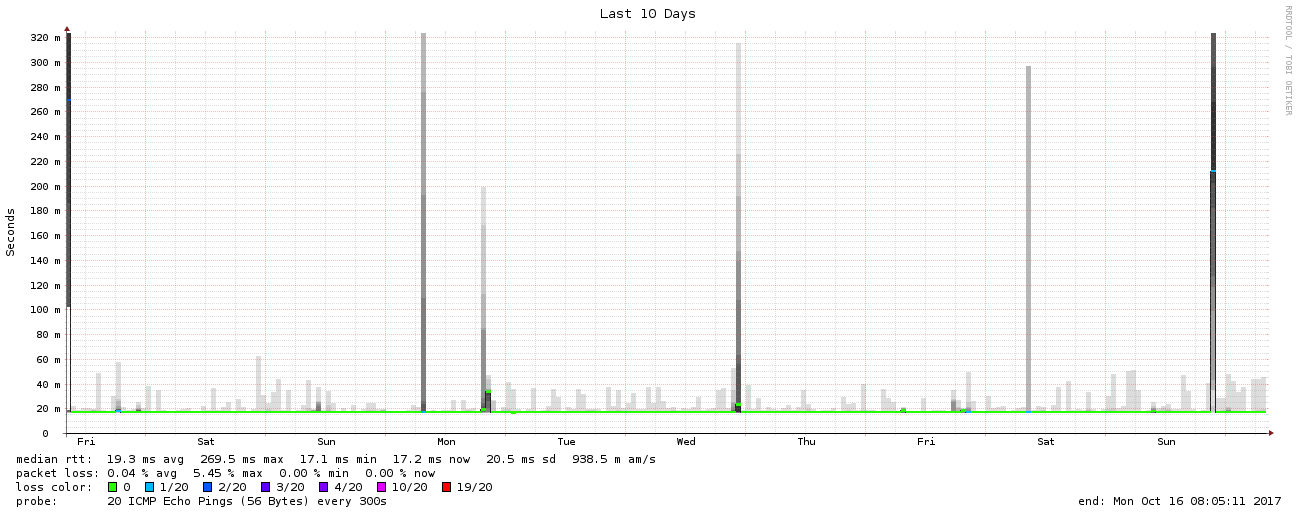 Last 10 Days
RRDTOOL / TOBI OETIKER
Seconds
320 m
300 m
280 m
260 m
240 m
220 m
200 m
180 m
160 m
140 m
120 m
100 m
80 m
60 m
40 m
20 m
0
Fri Sat Sun Mon Tue Wed Thu Fri Sat Sun
median rtt: 19.3 ms avg 269.5 ms max 17.1 ms min 17.2 ms now 20.5 ms sd 938.5 m am/s
packet loss: 0.04 % avg 5.45 % max 0.00 % min 0.00 % now
loss color: 0 1/20 2/20 3/20 4/20 10/20 19/20
probe: 20 ICMP Echo Pings (56 Bytes) every 300s end: Mon Oct 16 08:05:11 2017